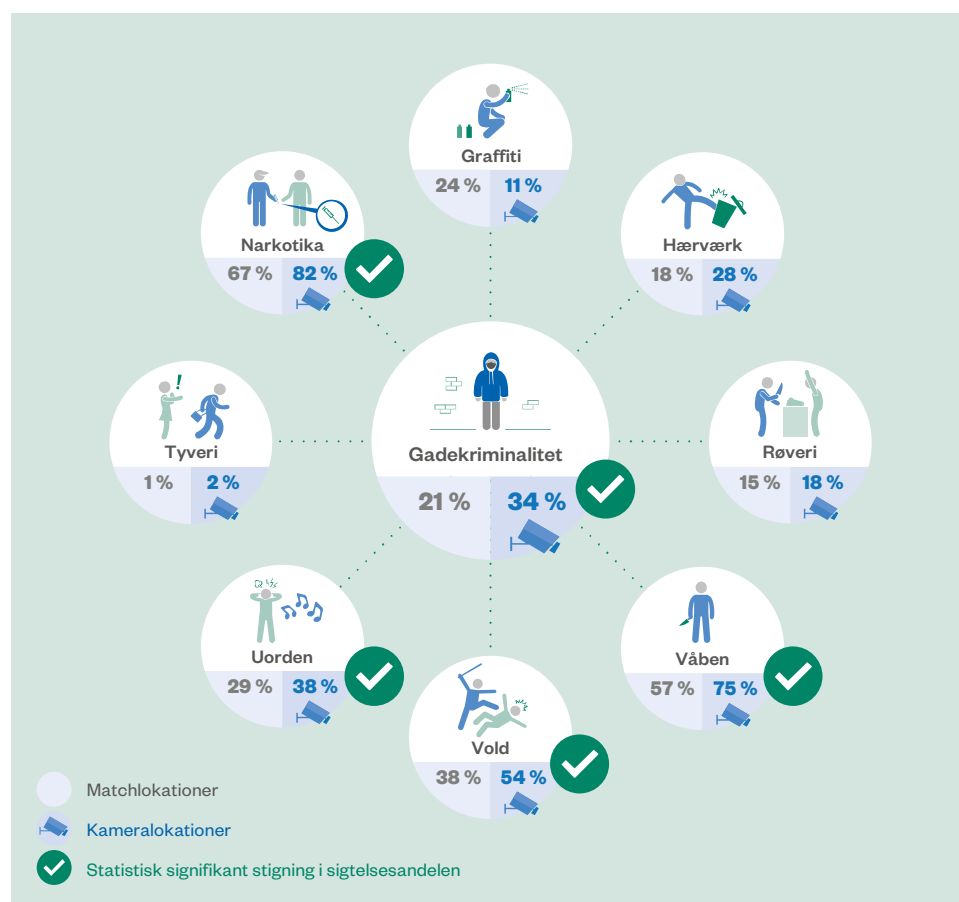 Graffiti
24 % 11 %
Narkotika
67 % 82 %
Hærværk
18 % 28 %
Tyveri
1 % 2 %
Gadekriminalitet
21 % 34 %
Røveri
15 % 18 %
Uorden
29 % 38 %
Våben
57 % 75 %
Vold
38 % 54 %
Matchlokationer
Kameralokationer
Statistisk signifikant stigning i sigtelsesandelen